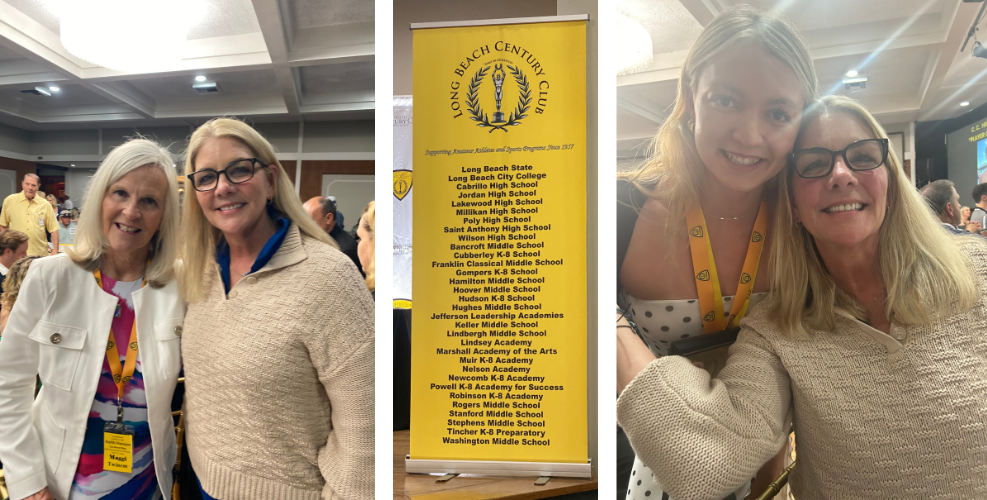 Maggi
LONG BEACH CENTURY CLUB
Supporting Amateur Athletes and Sports Programs Since 1957
Long Beach State
Long Beach City College
Cabrillo High School
Jordan High School
Lakewood High School
Millikan High School
Poly High School
Saint Anthony High School
Wilson High School
Bancroft Middle School
Cubberley K-8 School
Franklin Classical Middle School
Gompers K-8 School
Hamilton Middle School
Hoover Middle School
Hudson K-8 School
Hughes Middle School
Jefferson Leadership Academies
Keller Middle School
Lindbergh Middle School
Lindsey Academy
Marshall Academy of the Arts
Muir K-8 Academy
Nelson Academy
Newcomb K-8 Academy
Powell K-8 Academy for Success
Robinson K-8 Academy
Rogers Middle School
Stanford Middle School
Stephens Middle School
Tincher K-8 Preparatory
Washington Middle School